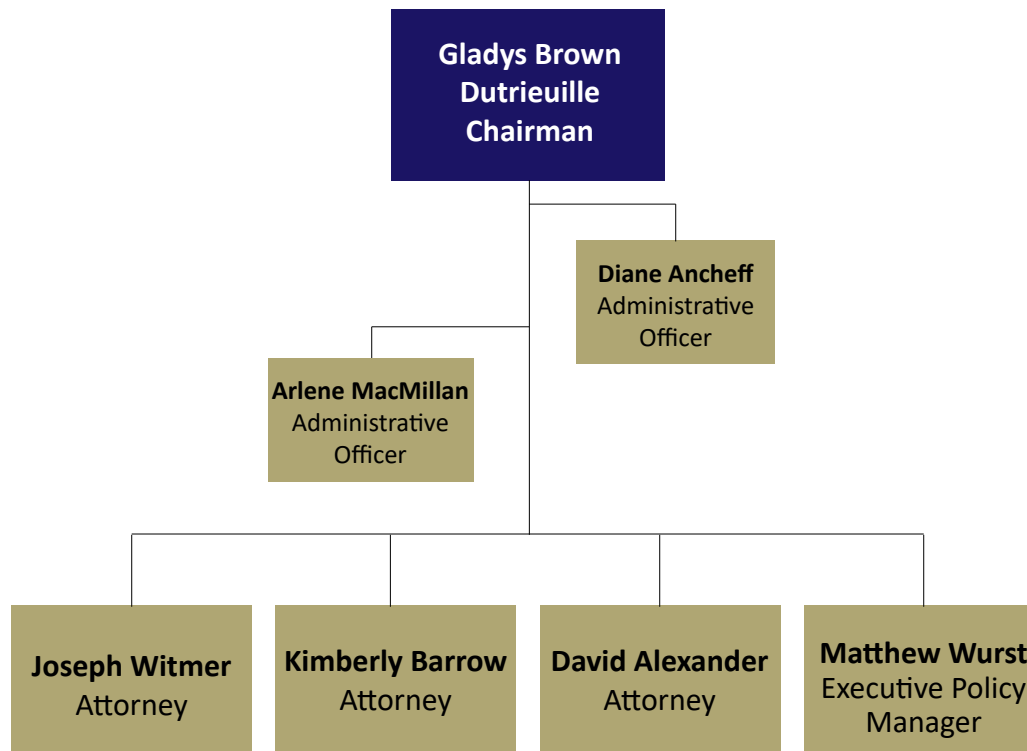 Gladys Brown
Dutrieuille
Chairman
Diane Ancheff
Administrative
Officer
Arlene MacMillan
Administrative
Officer
Joseph Witmer
Attorney
Kimberly Barrow
Attorney
David Alexander
Attorney
Matthew Wurst
Executive Policy
Manager